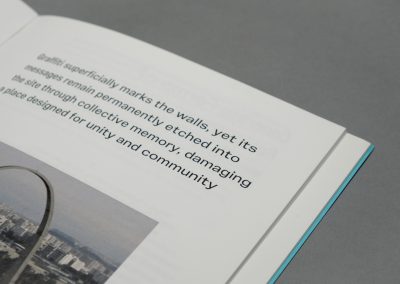 Graffiti superficially marks the walls, yet its
messages remain permanently etched into
the site through collective memory, damaging
a place designed for unity and community